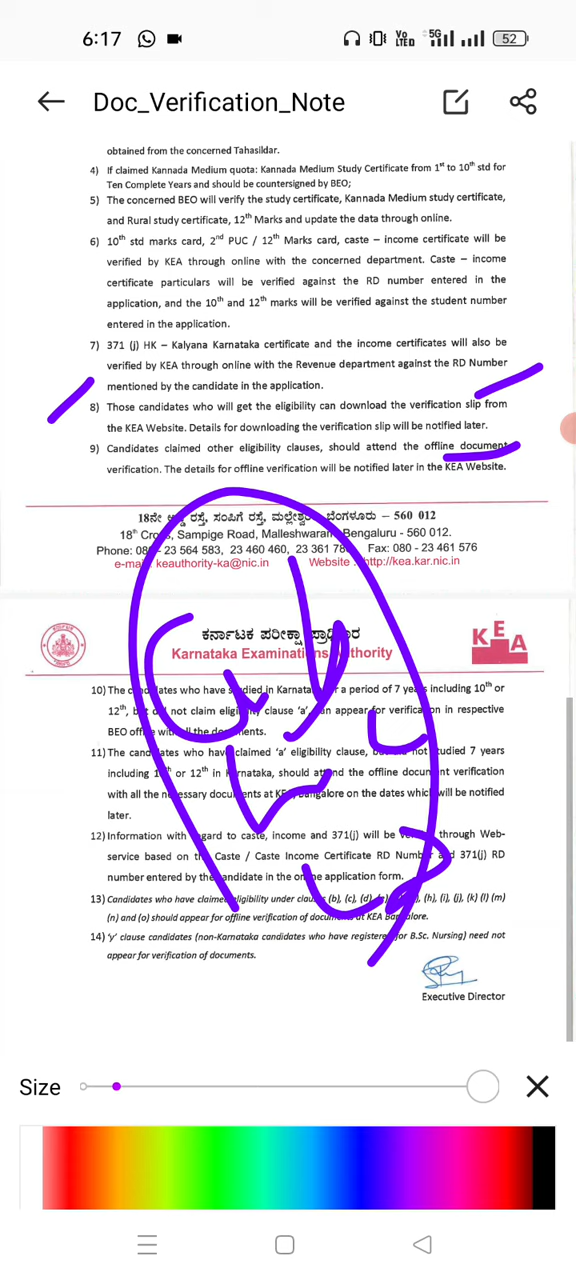 6:17
Vo LTED 5G 52
Doc_Verification_Note
obtained from the concerned Tahasildar.
4) If claimed Kannada Medium quota: Kannada Medium Study Certificate from 1st to 10th std for
Ten Complete Years and should be countersigned by BEO;
5) The concerned BEO will verify the study certificate, Kannada Medium study certificate,
and Rural study certificate, 12th Marks and update the data through online.
6) 10th std marks card, 2nd PUC / 12th Marks card, caste – income certificate will be
verified by KEA through online with the concerned department. Caste – income
certificate particulars will be verified against the RD number entered in the
application, and the 10th and 12th marks will be verified against the student number
entered in the application.
7) 371 (j) HK – Kalyana Karnataka certificate and the income certificates will also be
verified by KEA through online with the Revenue department against the RD Number
mentioned by the candidate in the application.
8) Those candidates who will get the eligibility can download the verification slip from
the KEA Website. Details for downloading the verification slip will be notified later.
9) Candidates claimed other eligibility clauses, should attend the offline document
verification. The details for offline verification will be notified later in the KEA Website.
18ನೇ ರಸ್ತೆ, ಸಂಪಿಗೆ ರಸ್ತೆ, ಮಲ್ಲೇಶ್ವರಂ, ಬೆಂಗಳೂರು – 560 012
18th Cross, Sampige Road, Malleshwaram, Bengaluru - 560 012.
Phone: 080 - 23 564 583, 23 460 460, 23 361 78 Fax: 080 - 23 461 576
e-mail: keauthority-ka@nic.in Website : http://kea.kar.nic.in
ಕರ್ನಾಟಕ ಪರೀಕ್ಷಾ ಪ್ರಾಧಿಕಾರ
Karnataka Examinations Authority
KEA
10) The candidates who have studied in Karnataka for a period of 7 years including 10th or
12th, but did not claim eligibility clause 'a', can appear for verification in respective
BEO office with all the documents.
11) The candidates who have claimed 'a' eligibility clause, but did not studied 7 years
including 10th or 12th in Karnataka, should attend the offline document verification
with all the necessary documents at KEA, Bangalore on the dates which will be notified
later.
12) Information with regard to caste, income and 371(j) will be verified through Web-
service based on the Caste / Caste Income Certificate RD Number and 371(j) RD
number entered by the candidate in the online application form.
13) Candidates who have claimed eligibility under clause (b), (c), (d), (h), (i), (j), (k) (l) (m)
(n) and (o) should appear for offline verification of documents at KEA Bangalore.
14) 'y' clause candidates (non-Karnataka candidates who have registered for B.Sc. Nursing) need not
appear for verification of documents.
Executive Director
Size